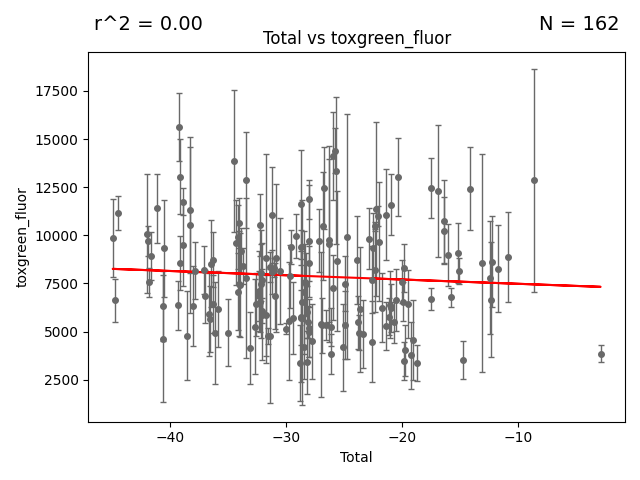 r^2 = 0.00
N = 162
Total vs toxgreen_fluor
17500
15000
12500
10000
7500
5000
2500
toxgreen_fluor
−40
−30
−20
−10
Total